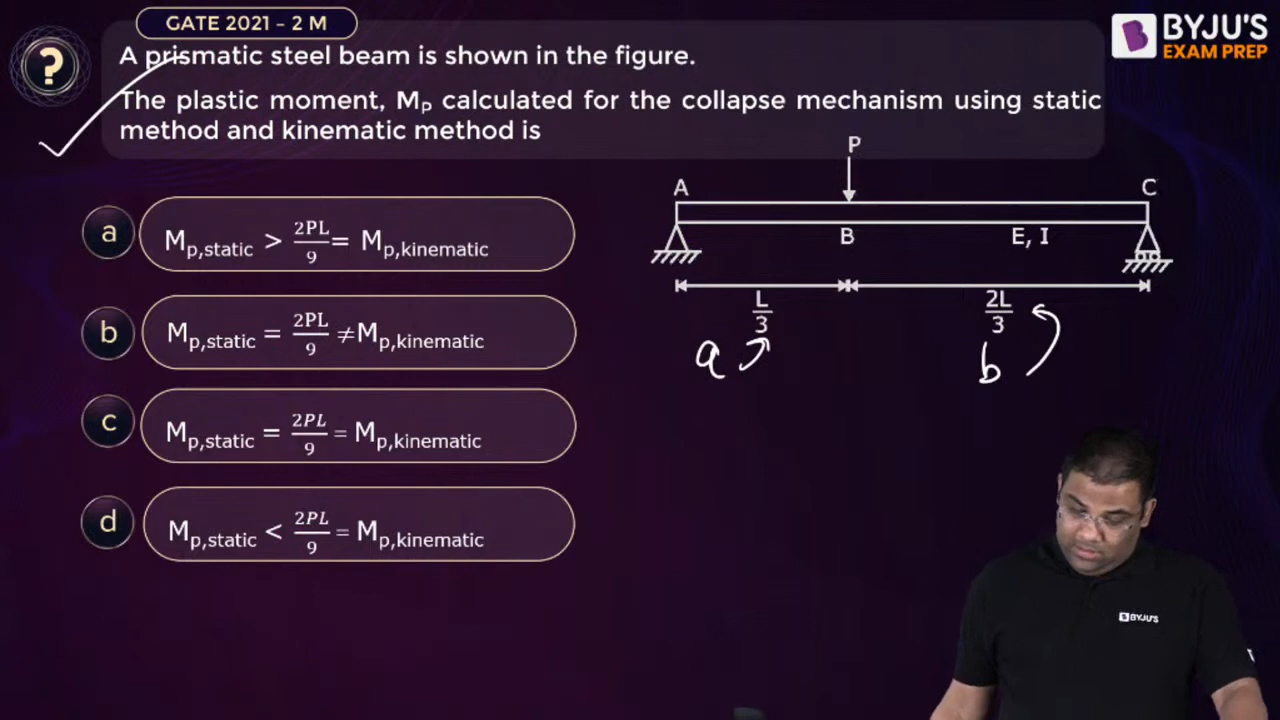 GATE 2021 – 2 M
BYJU'S
EXAM PREP
?
A prismatic steel beam is shown in the figure.
The plastic moment, Mₚ calculated for the collapse mechanism using static
method and kinematic method is
a
Mₚ,static > 2PL/9 = Mₚ,kinematic
b
Mₚ,static = 2PL/9 ≠ Mₚ,kinematic
c
Mₚ,static = 2PL/9 = Mₚ,kinematic
d
Mₚ,static < 2PL/9 = Mₚ,kinematic
P
A
C
B
E, I
L/3
2L/3
a
b
BYJU'S